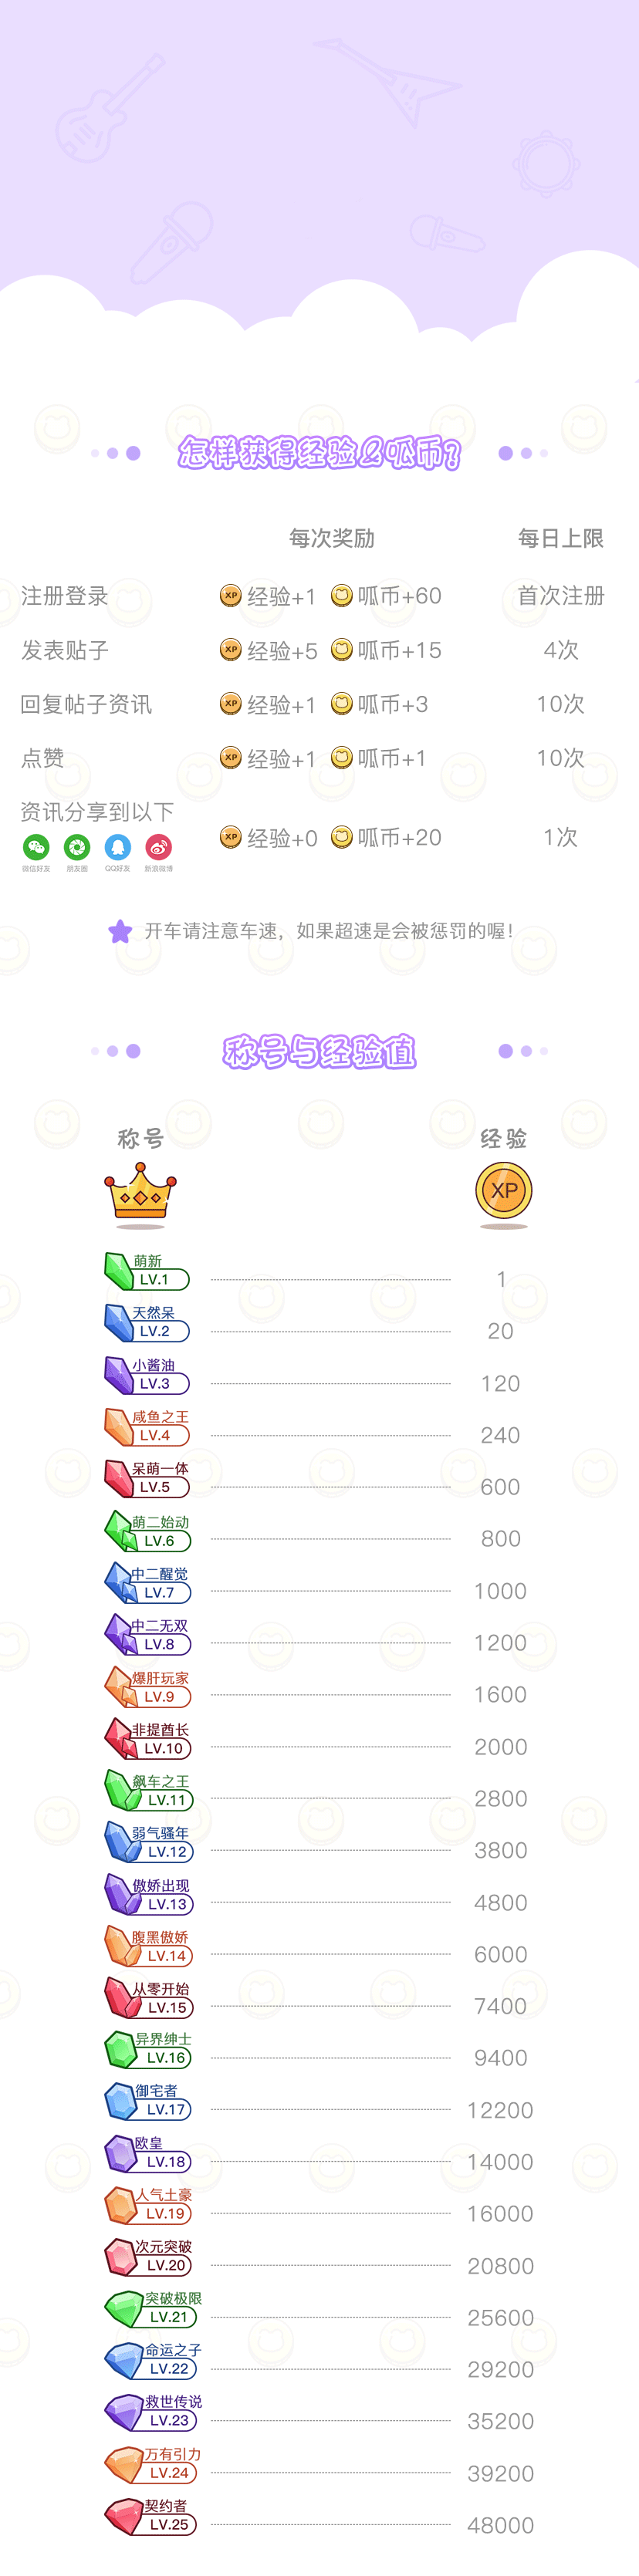 怎样获得经验&呱币?
每次奖励 每日上限
注册登录 XP 经验+1 呱币+60 首次注册
发表贴子 XP 经验+5 呱币+15 4次
回复帖子资讯 XP 经验+1 呱币+3 10次
点赞 XP 经验+1 呱币+1 10次
资讯分享到以下
XP 经验+0 呱币+20 1次
微信好友 朋友圈 QQ好友 新浪微博
开车请注意车速，如果超速是会被惩罚的喔！
称号与经验值
称号 经验
XP
萌新
LV.1 1
天然呆
LV.2 20
小酱油
LV.3 120
咸鱼之王
LV.4 240
呆萌一体
LV.5 600
萌二始动
LV.6 800
中二醒觉
LV.7 1000
中二无双
LV.8 1200
爆肝玩家
LV.9 1600
非提酋长
LV.10 2000
飙车之王
LV.11 2800
弱气骚年
LV.12 3800
傲娇出现
LV.13 4800
腹黑傲娇
LV.14 6000
从零开始
LV.15 7400
异界绅士
LV.16 9400
御宅者
LV.17 12200
欧皇
LV.18 14000
人气土豪
LV.19 16000
次元突破
LV.20 20800
突破极限
LV.21 25600
命运之子
LV.22 29200
救世传说
LV.23 35200
万有引力
LV.24 39200
契约者
LV.25 48000